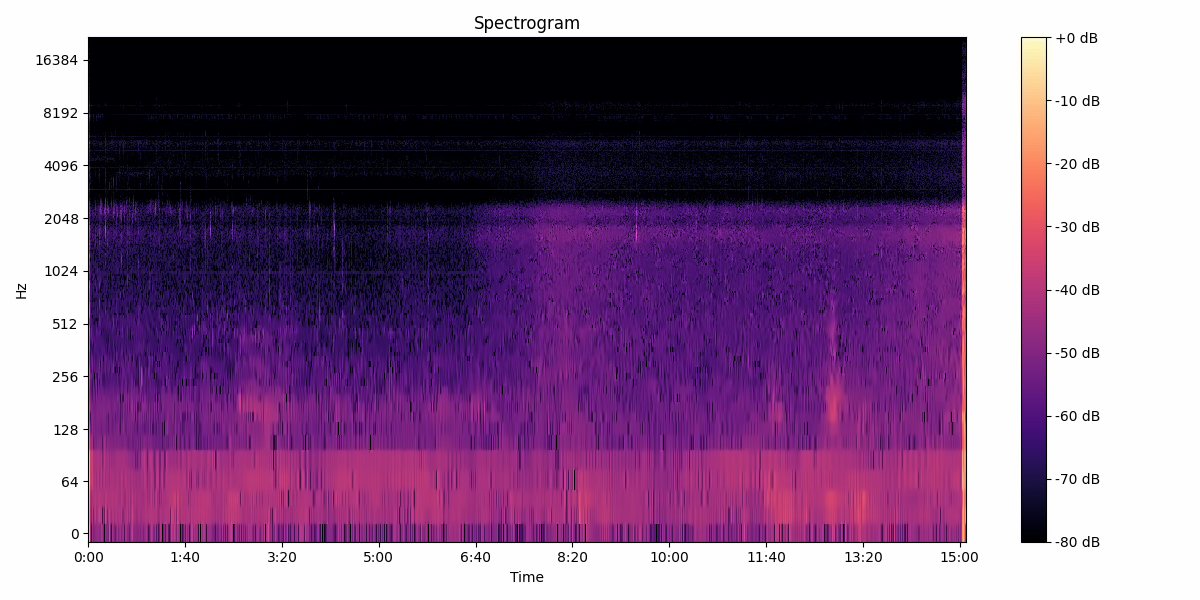 Spectrogram
Hz
16384
8192
4096
2048
1024
512
256
128
64
0
0:00 1:40 3:20 5:00 6:40 8:20 10:00 11:40 13:20 15:00
Time
+0 dB
-10 dB
-20 dB
-30 dB
-40 dB
-50 dB
-60 dB
-70 dB
-80 dB